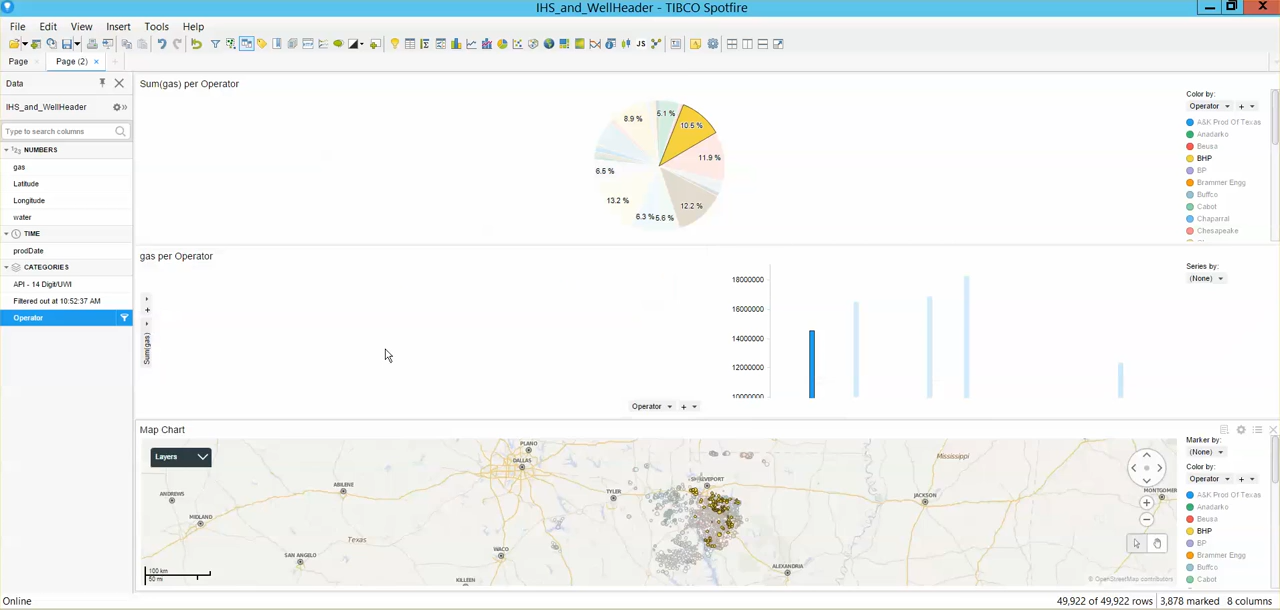 IHS_and_WellHeader - TIBCO Spotfire
File Edit View Insert Tools Help
JS
Page Page (2)
Data
IHS_and_WellHeader
Type to search columns
NUMBERS
gas
Latitude
Longitude
water
TIME
prodDate
CATEGORIES
API - 14 Digit/UWI
Filtered out at 10:52:37 AM
Operator
Sum(gas) per Operator
5.1 %
8.9 %
10.5 %
11.9 %
6.5 %
13.2 %
12.2 %
6.3 % 5.6 %
Color by:
Operator
A&K Prod Of Texas
Anadarko
Beusa
BHP
BP
Brammer Engg
Buffco
Cabot
Chaparral
Chesapeake
gas per Operator
Sum(gas)
18000000
16000000
14000000
12000000
10000000
Operator
Series by:
(None)
Map Chart
Layers
PLANO
DALLAS
ABILENE
TYLER
SHREVEPORT
ANDREWS
MIDLAND
Texas
SAN ANGELO
WACO
KILLEEN
ALEXANDRIA
JACKSON
Mississippi
MONTGOMERY
100 km
50 mi
© OpenStreetMap contributors
Marker by:
(None)
Color by:
Operator
A&K Prod Of Texas
Anadarko
Beusa
BHP
BP
Brammer Engg
Buffco
Cabot
Online
49,922 of 49,922 rows 3,878 marked 8 columns